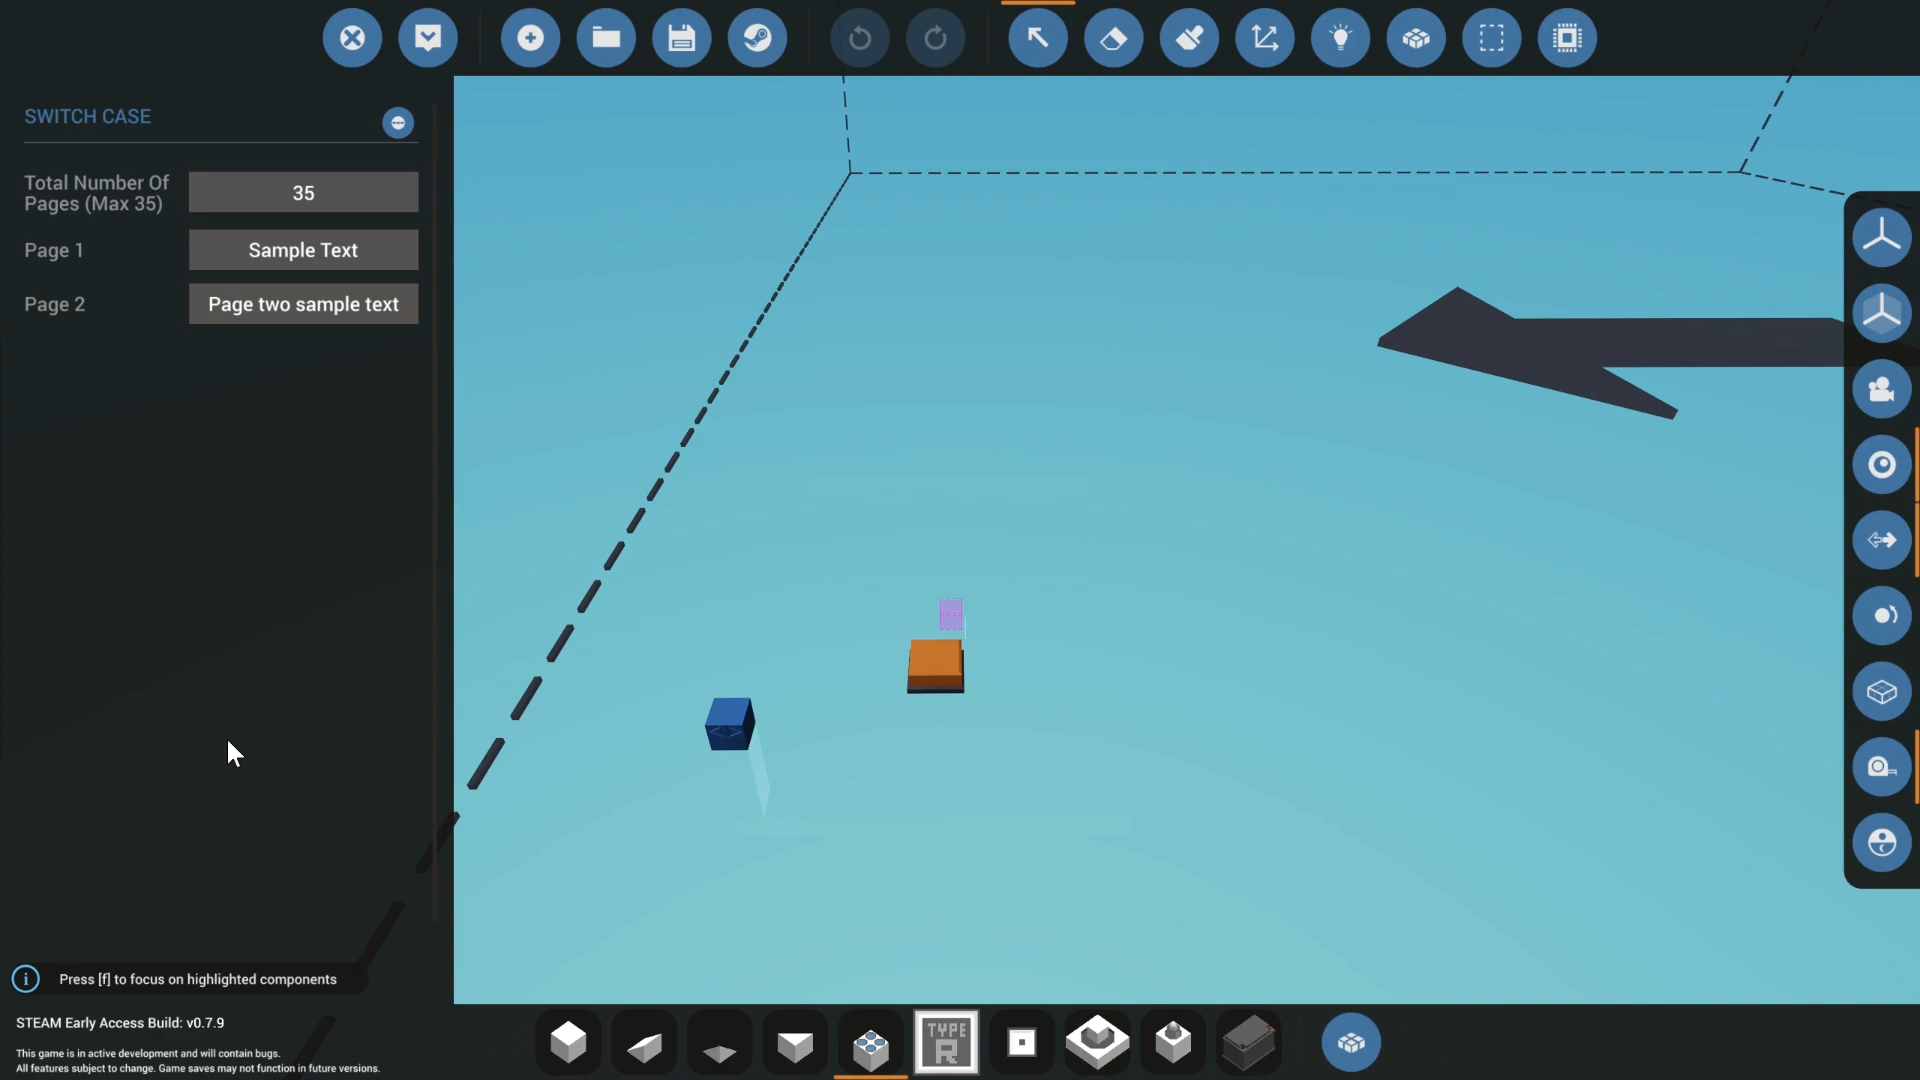 SWITCH CASE
Total Number Of
Pages (Max 35)
35
Page 1
Sample Text
Page 2
Page two sample text
Press [f] to focus on highlighted components
STEAM Early Access Build: v0.7.9
This game is in active development and will contain bugs.
All features subject to change. Game saves may not function in future versions.
TYPE
R